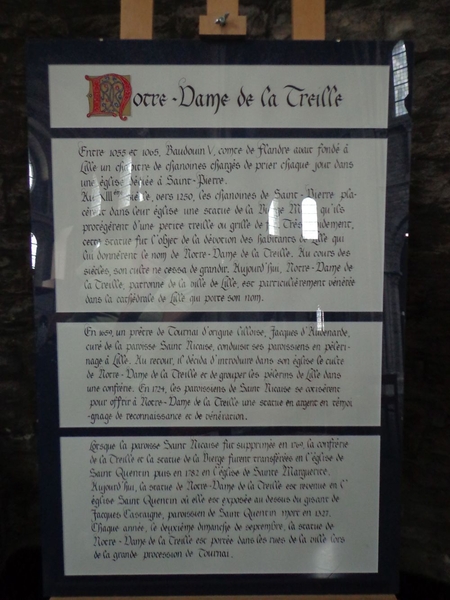 Notre-Dame de la Treille
Entre 1055 et 1065, Baudouin V, comte de Flandre avait fondé à
Lille un chapitre de chanoines chargés de prier chaque jour dans
une église dédiée à Saint-Pierre.
Au XIIIème siècle, vers 1250, les chanoines de Saint-Pierre pla-
cèrent dans leur église une statue de la Vierge qu'ils
protégèrent d'une petite treille ou grille de
cette statue fut l'objet de la dévotion des habitants de Lille qui
lui donnèrent le nom de Notre-Dame de la Treille. Au cours des
siècles, son culte ne cessa de grandir. Aujourd'hui, Notre-Dame de
la Treille, patronne de la ville de Lille, est particulièrement vénérée
dans la cathédrale de Lille qui porte son nom.
En 1659, un prêtre de Tournai d'origine lilloise, Jacques d'Audenarde,
curé de la paroisse Saint Nicaise, conduisit ses paroissiens en pèleri-
nage à Lille. Au retour, il décida d'introduire dans son église le culte
de Notre-Dame de la Treille et de grouper les pèlerins de Lille dans
une confrérie. En 1724, les paroissiens de Saint Nicaise se cotisèrent
pour offrir à Notre-Dame de la Treille une statue en argent en témoi
-gnage de reconnaissance et de vénération.
Lorsque la paroisse Saint Nicaise fut supprimée en 1769, la confrérie
de la Treille et la statue de la Vierge furent transférées en l'église de
Saint Quentin puis en 1782 en l'église de Sainte Marguerite.
Aujourd'hui, la statue de Notre-Dame de la Treille est revenue en l'
église Saint Quentin où elle est exposée au dessus du gisant de
Jacques Castaigne, paroissien de Saint Quentin mort en 1327.
Chaque année, le deuxième dimanche de septembre, la statue de
Notre-Dame de la Treille est portée dans les rues de la ville lors
de la grande procession de Tournai.